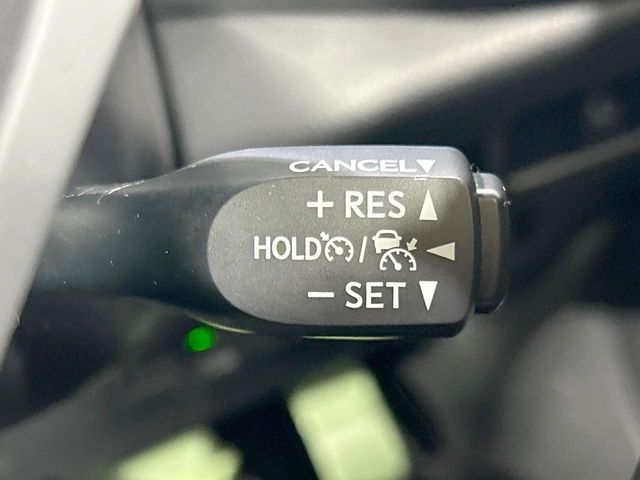 CANCEL▼
+ RES ▲
HOLD / ◀
− SET ▼